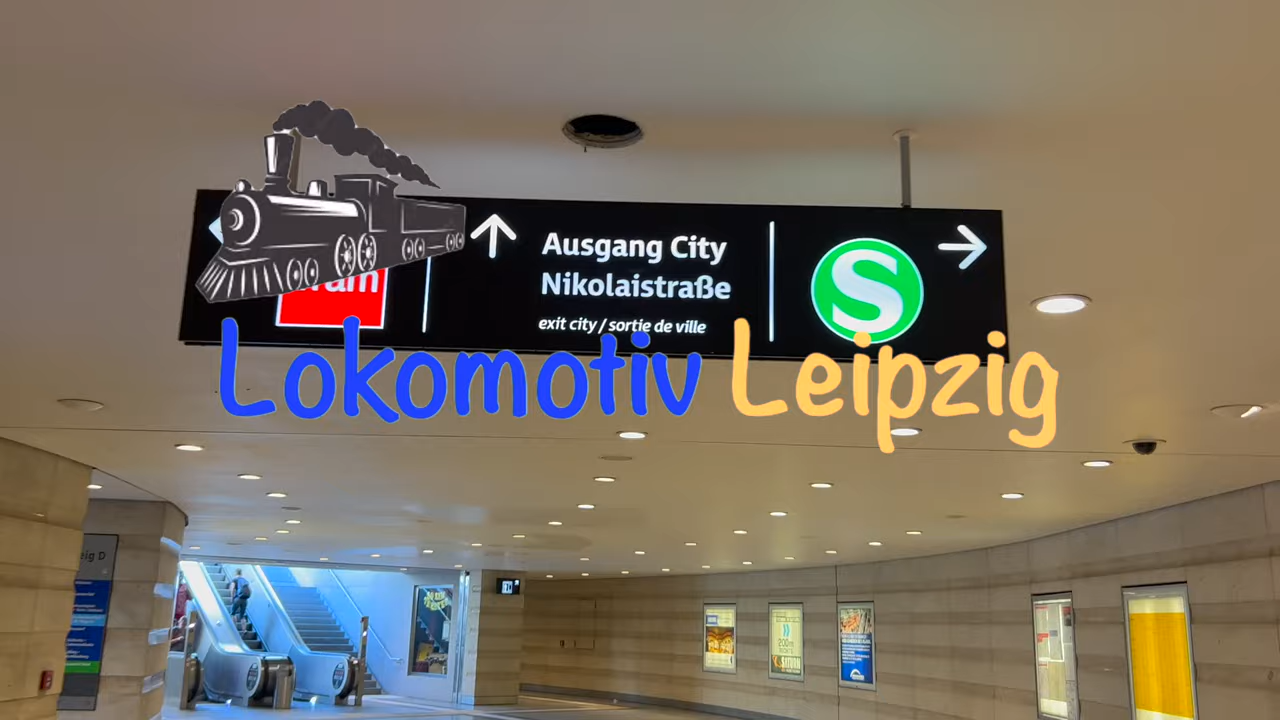 Ausgang City
Nikolaistraße
exit city / sortie de ville
S
Lokomotiv Leipzig